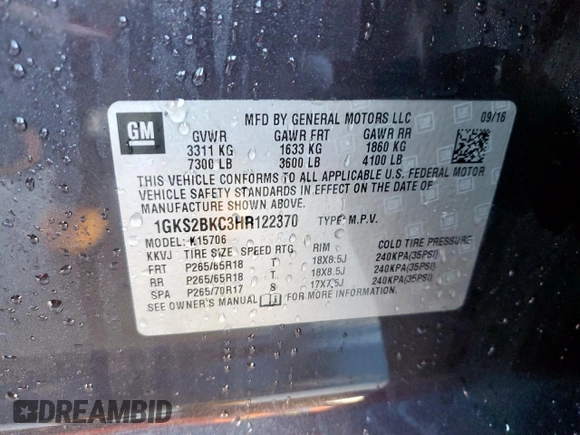 GM
MFD BY GENERAL MOTORS LLC 09/16
GVWR GAWR FRT GAWR RR
3311 KG 1633 KG 1860 KG
7300 LB 3600 LB 4100 LB
THIS VEHICLE CONFORMS TO ALL APPLICABLE U.S. FEDERAL MOTOR
VEHICLE SAFETY STANDARDS IN EFFECT ON THE DATE OF
MANUFACTURE SHOWN ABOVE.
1GKS2BKC3HR122370 TYPE: M.P.V.
MODEL: K15706
KKVJ TIRE SIZE SPEED RTG RIM COLD TIRE PRESSURE
FRT P265/65R18 T 18X8.5J 240KPA(35PSI)
RR P265/65R18 T 18X8.5J 240KPA(35PSI)
SPA P265/70R17 S 17X7.5J 240KPA(35PSI)
SEE OWNER'S MANUAL FOR MORE INFORMATION.
DREAMBID